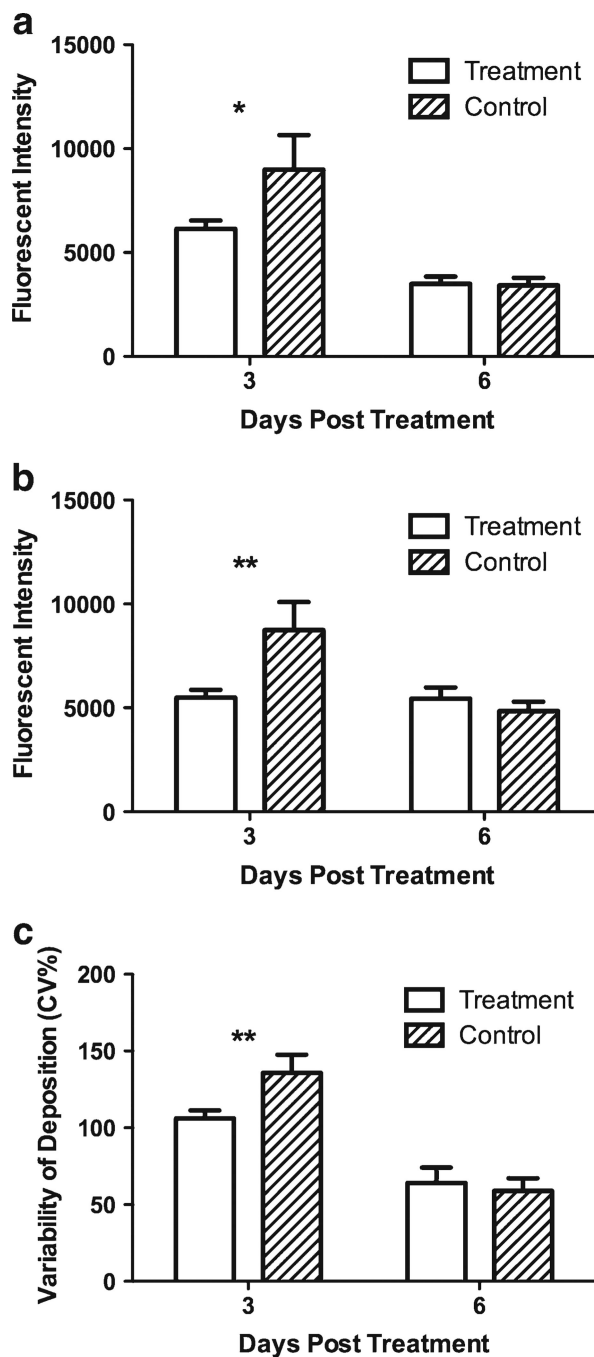 a
15000
10000
5000
0
Fluorescent Intensity
*
Treatment
Control
3 6
Days Post Treatment
b
15000
10000
5000
0
Fluorescent Intensity
**
Treatment
Control
3 6
Days Post Treatment
c
200
150
100
50
0
Variability of Deposition (CV%)
**
Treatment
Control
3 6
Days Post Treatment